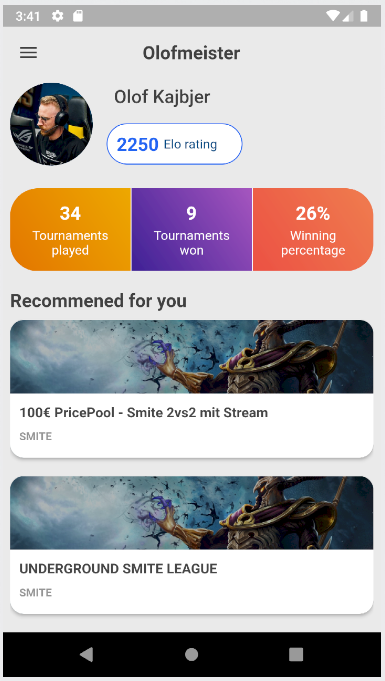 3:41
Olofmeister
Olof Kajbjer
2250 Elo rating
34
Tournaments
played
9
Tournaments
won
26%
Winning
percentage
Recommened for you
100€ PricePool - Smite 2vs2 mit Stream
SMITE
UNDERGROUND SMITE LEAGUE
SMITE